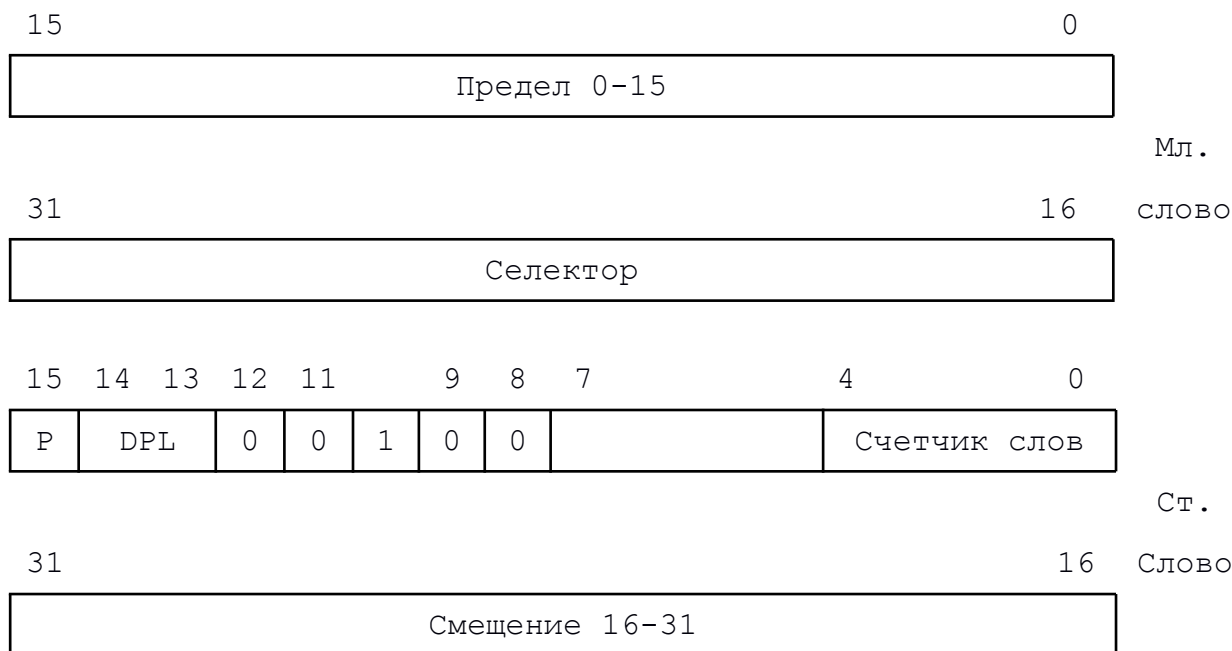 15 0
Предел 0-15
Мл.
31 16 слово
Селектор
15 14 13 12 11 9 8 7 4 0
P DPL 0 0 1 0 0 Счетчик слов
Ст.
31 16 Слово
Смещение 16-31